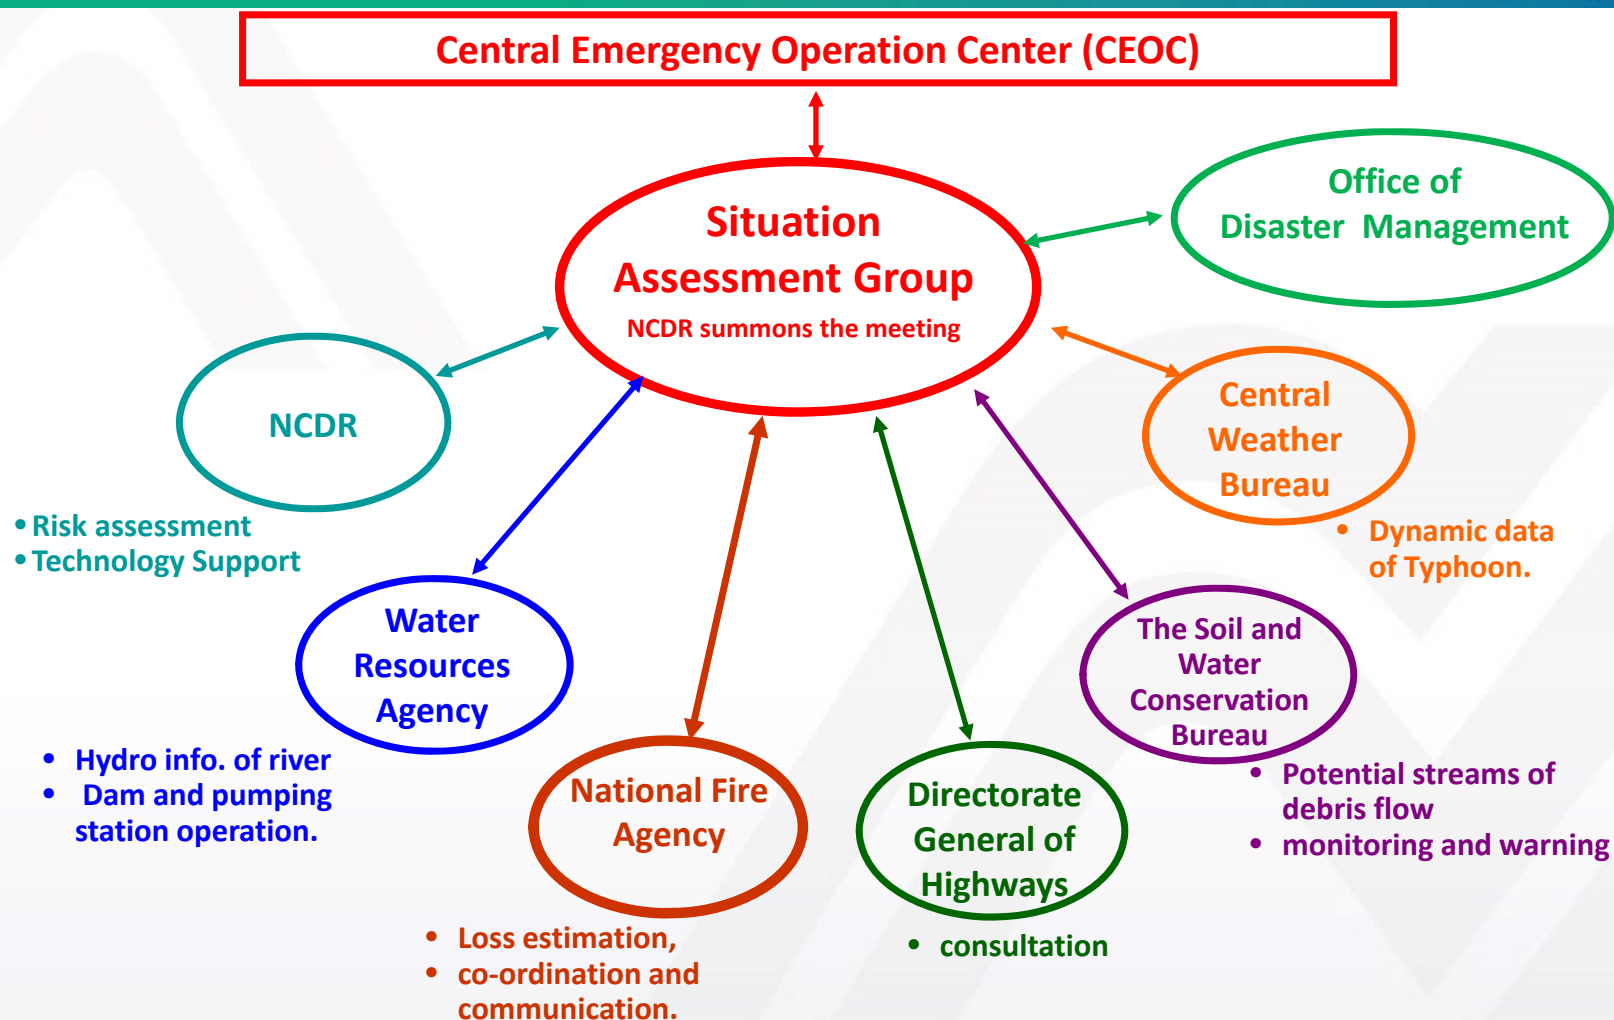 Central Emergency Operation Center (CEOC)
Situation
Assessment Group
NCDR summons the meeting
Office of
Disaster Management
NCDR
• Risk assessment
• Technology Support
Central
Weather
Bureau
• Dynamic data
of Typhoon.
Water
Resources
Agency
• Hydro info. of river
• Dam and pumping
station operation.
The Soil and
Water
Conservation
Bureau
• Potential streams of
debris flow
• monitoring and warning
National Fire
Agency
• Loss estimation,
• co-ordination and
communication.
Directorate
General of
Highways
• consultation